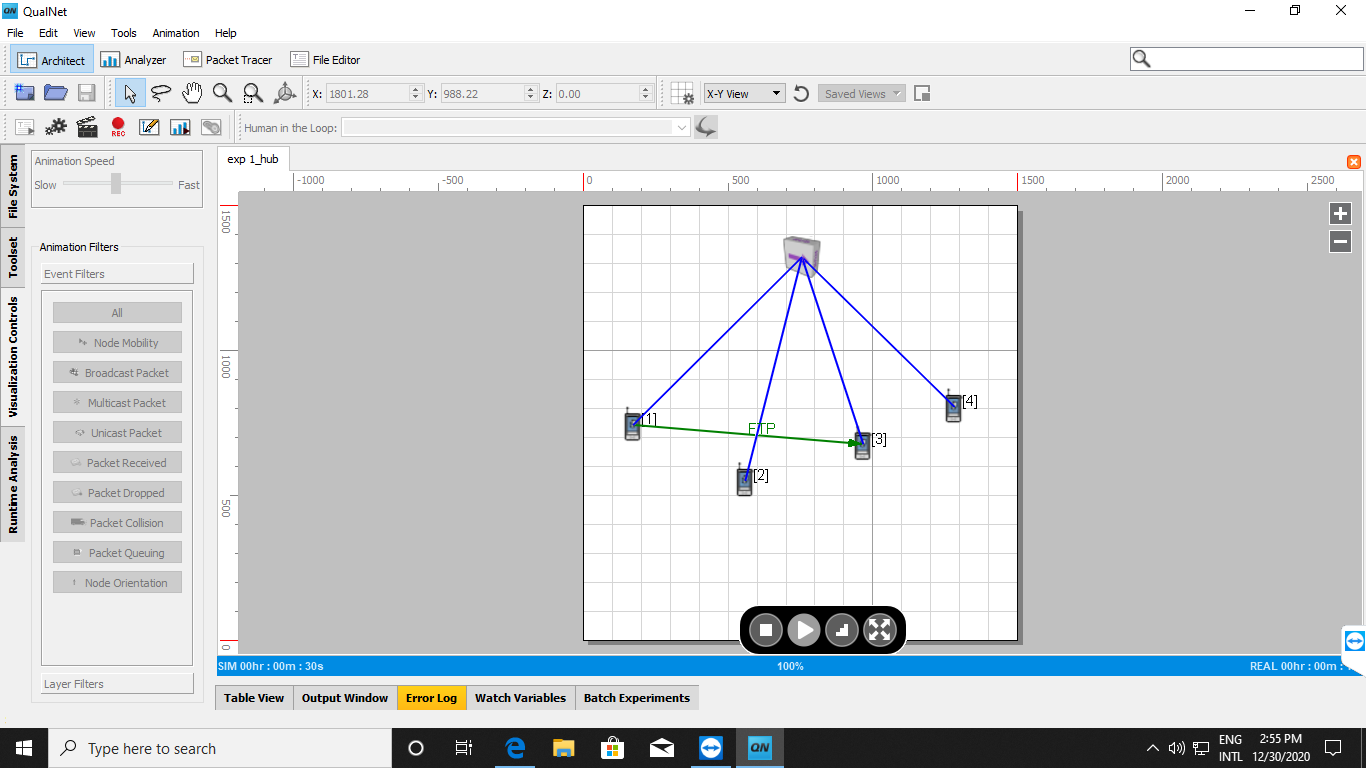 QN QualNet
File Edit View Tools Animation Help
Architect Analyzer Packet Tracer File Editor
X: 1801.28 Y: 988.22 Z: 0.00 X-Y View Saved Views
REC Human in the Loop:
File System
Toolset
Visualization Controls
Runtime Analysis
Animation Speed
Slow Fast
Animation Filters
Event Filters
All
Node Mobility
Broadcast Packet
Multicast Packet
Unicast Packet
Packet Received
Packet Dropped
Packet Collision
Packet Queuing
Node Orientation
Layer Filters
exp 1_hub
-1000 -500 0 500 1000 1500 2000 2500
1500
1000
500
0
[4]
[1]
FTP
[3]
[2]
SIM 00hr : 00m : 30s 100% REAL 00hr : 00m :
Table View Output Window Error Log Watch Variables Batch Experiments
Type here to search
QN
ENG 2:55 PM
INTL 12/30/2020